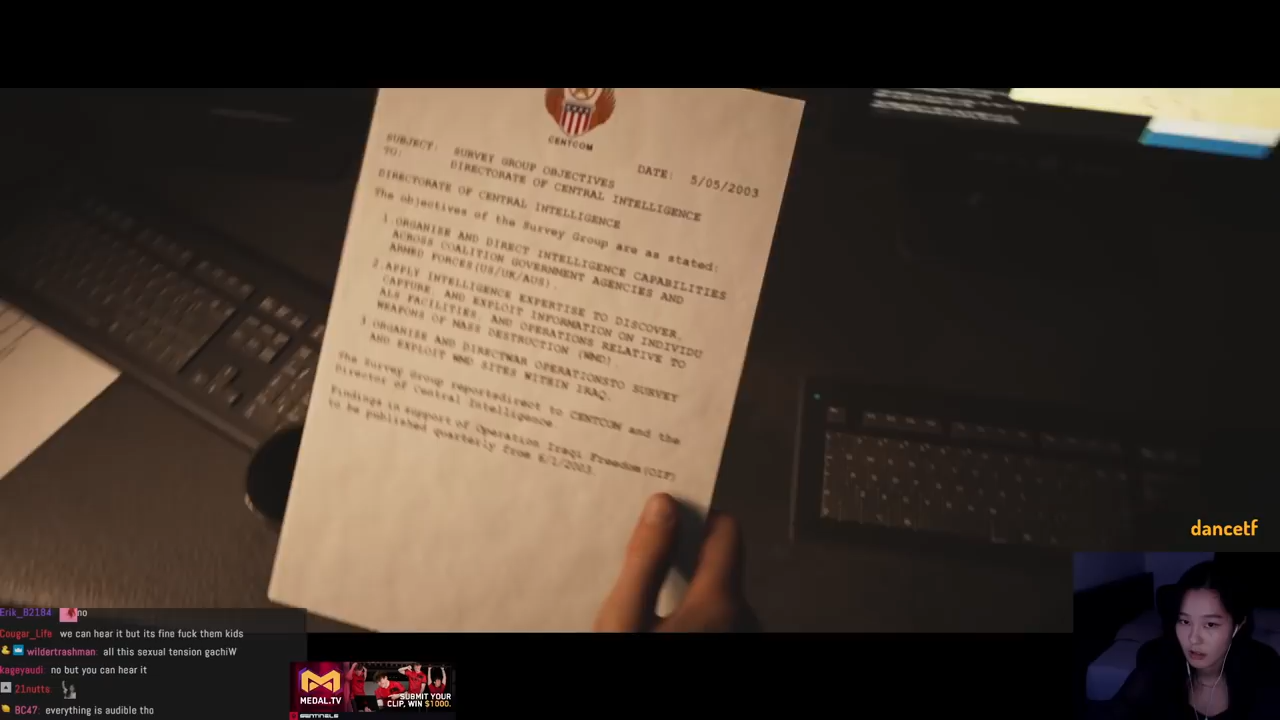 CENTCOM
SUBJECT: SURVEY GROUP OBJECTIVES DATE: 5/05/2003
TO: DIRECTORATE OF CENTRAL INTELLIGENCE
DIRECTORATE OF CENTRAL INTELLIGENCE
The objectives of the Survey Group are as stated:
1.ORGANISE AND DIRECT INTELLIGENCE CAPABILITIES
ACROSS COALITION GOVERNMENT AGENCIES AND
ARMED FORCES(US/UK/AUS).
2.APPLY INTELLIGENCE EXPERTISE TO DISCOVER,
CAPTURE, AND EXPLOIT INFORMATION ON INDIVIDU
ALS FACILITIES, AND OPERATIONS RELATIVE TO
WEAPONS OF MASS DESTRUCTION (WMD).
3.ORGANISE AND DIRECTWAR OPERATIONSTO SURVEY
AND EXPLOIT WMD SITES WITHIN IRAQ.
The Survey Group reportsdirect to CENTCOM and the
Director of Central Intelligence.
Findings in support of Operation Iraqi Freedom(OIF)
to be published quarterly from 6/1/2003.
dancetf
Erik_82184 no
Cougar_Life we can hear it but its fine fuck them kids
wildertrashman: all this sexual tension gachiW
kageyaudi: no but you can hear it
21nutts:
BC47: everything is audible tho
MEDAL.TV
SUBMIT YOUR
CLIP, WIN $1000.
SENTINELS